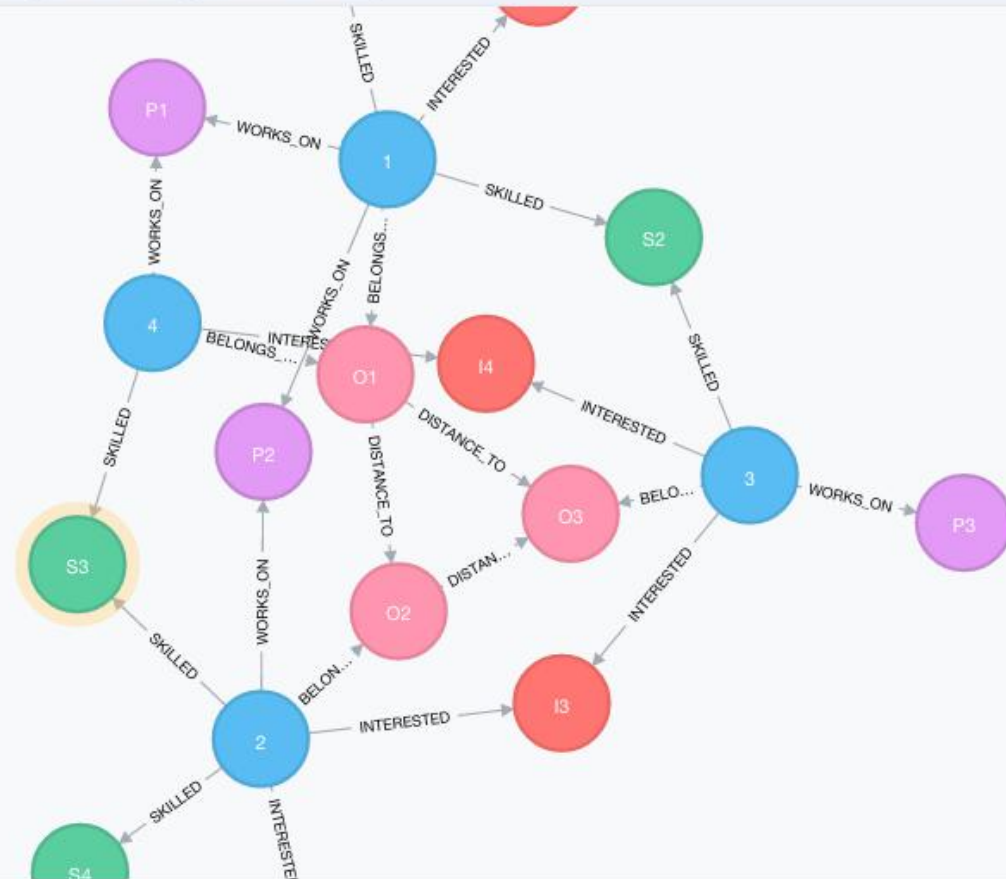 SKILLED
INTERESTED
P1
WORKS_ON
1
SKILLED
S2
WORKS_ON
BELONGS...
WORKS_ON
4
INTERES
BELONGS_...
O1
I4
SKILLED
SKILLED
DISTANCE_TO
INTERESTED
P2
DISTANCE_TO
3
BELO...
WORKS_ON
O3
P3
S3
DISTAN...
INTERESTED
WORKS_ON
O2
SKILLED
BELON...
I3
2
INTERESTED
SKILLED
INTERESTE
S4